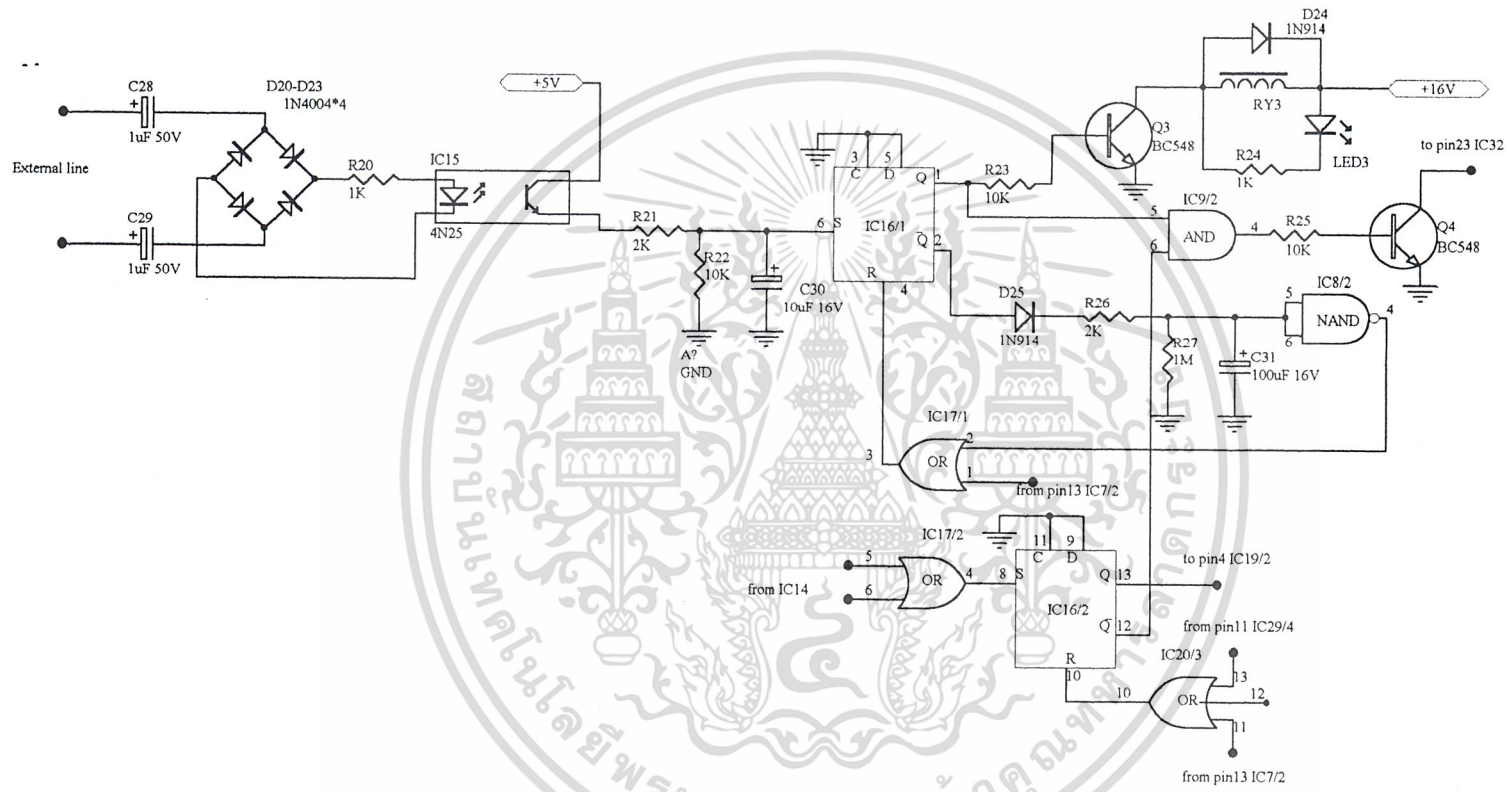 C28
+
1uF 50V
D20-D23
1N4004*4
External line
C29
+
1uF 50V
R20
1K
IC15
4N25
+5V
R21
2K
R22
10K
A?
GND
+
C30
10uF 16V
3
5
C
D
6
S
Q
1
IC16/1
Q
2
R
4
R23
10K
Q3
BC548
D24
1N914
RY3
+16V
R24
1K
LED3
to pin23 IC32
IC9/2
5
AND
4
6
R25
10K
Q4
BC548
D25
1N914
R26
2K
R27
1M
+
C31
100uF 16V
IC8/2
5
NAND
4
6
IC17/1
3
OR
2
1
from pin13 IC7/2
IC17/2
from IC14
5
OR
4
6
11
9
C
D
8
S
Q
13
IC16/2
Q
12
R
10
to pin4 IC19/2
from pin11 IC29/4
IC20/3
10
OR
13
12
11
from pin13 IC7/2